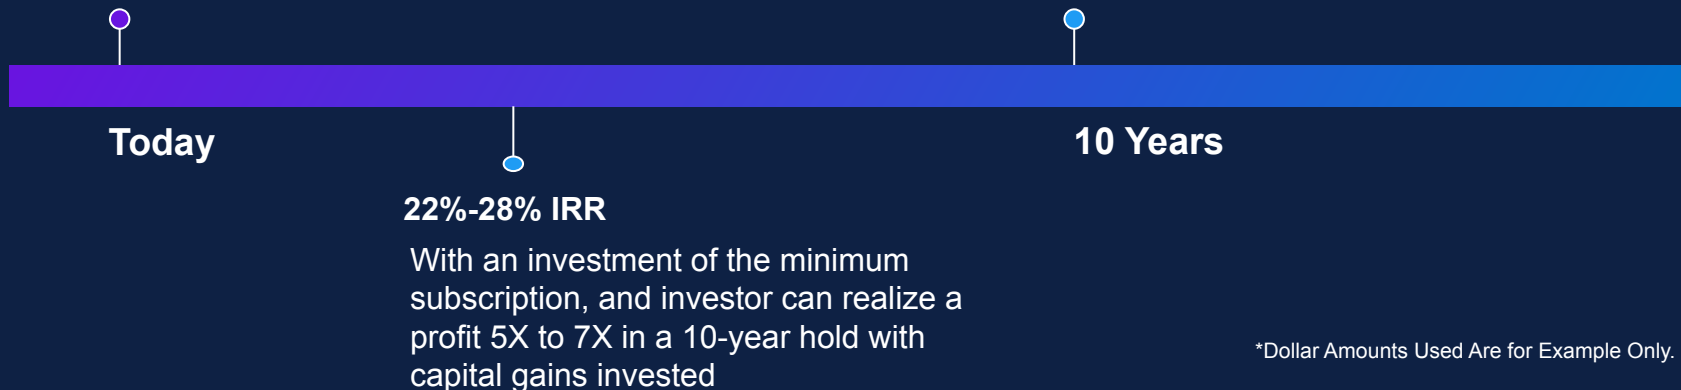 Today
10 Years
22%-28% IRR
With an investment of the minimum
subscription, and investor can realize a
profit 5X to 7X in a 10-year hold with
capital gains invested
*Dollar Amounts Used Are for Example Only.